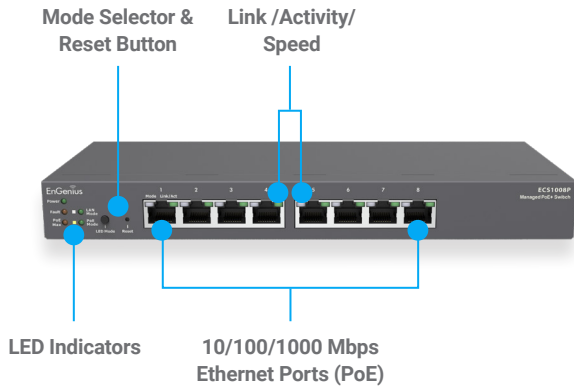 Mode Selector &
Reset Button
Link /Activity/
Speed
EnGenius
ECS1008P
Managed PoE+ Switch
1 2 3 4 5 6 7 8
Mode Link/Act
Power
Fault
LAN
Mode
PoE
Max
PoE
Mode
LED Mode
Reset
LED Indicators
10/100/1000 Mbps
Ethernet Ports (PoE)